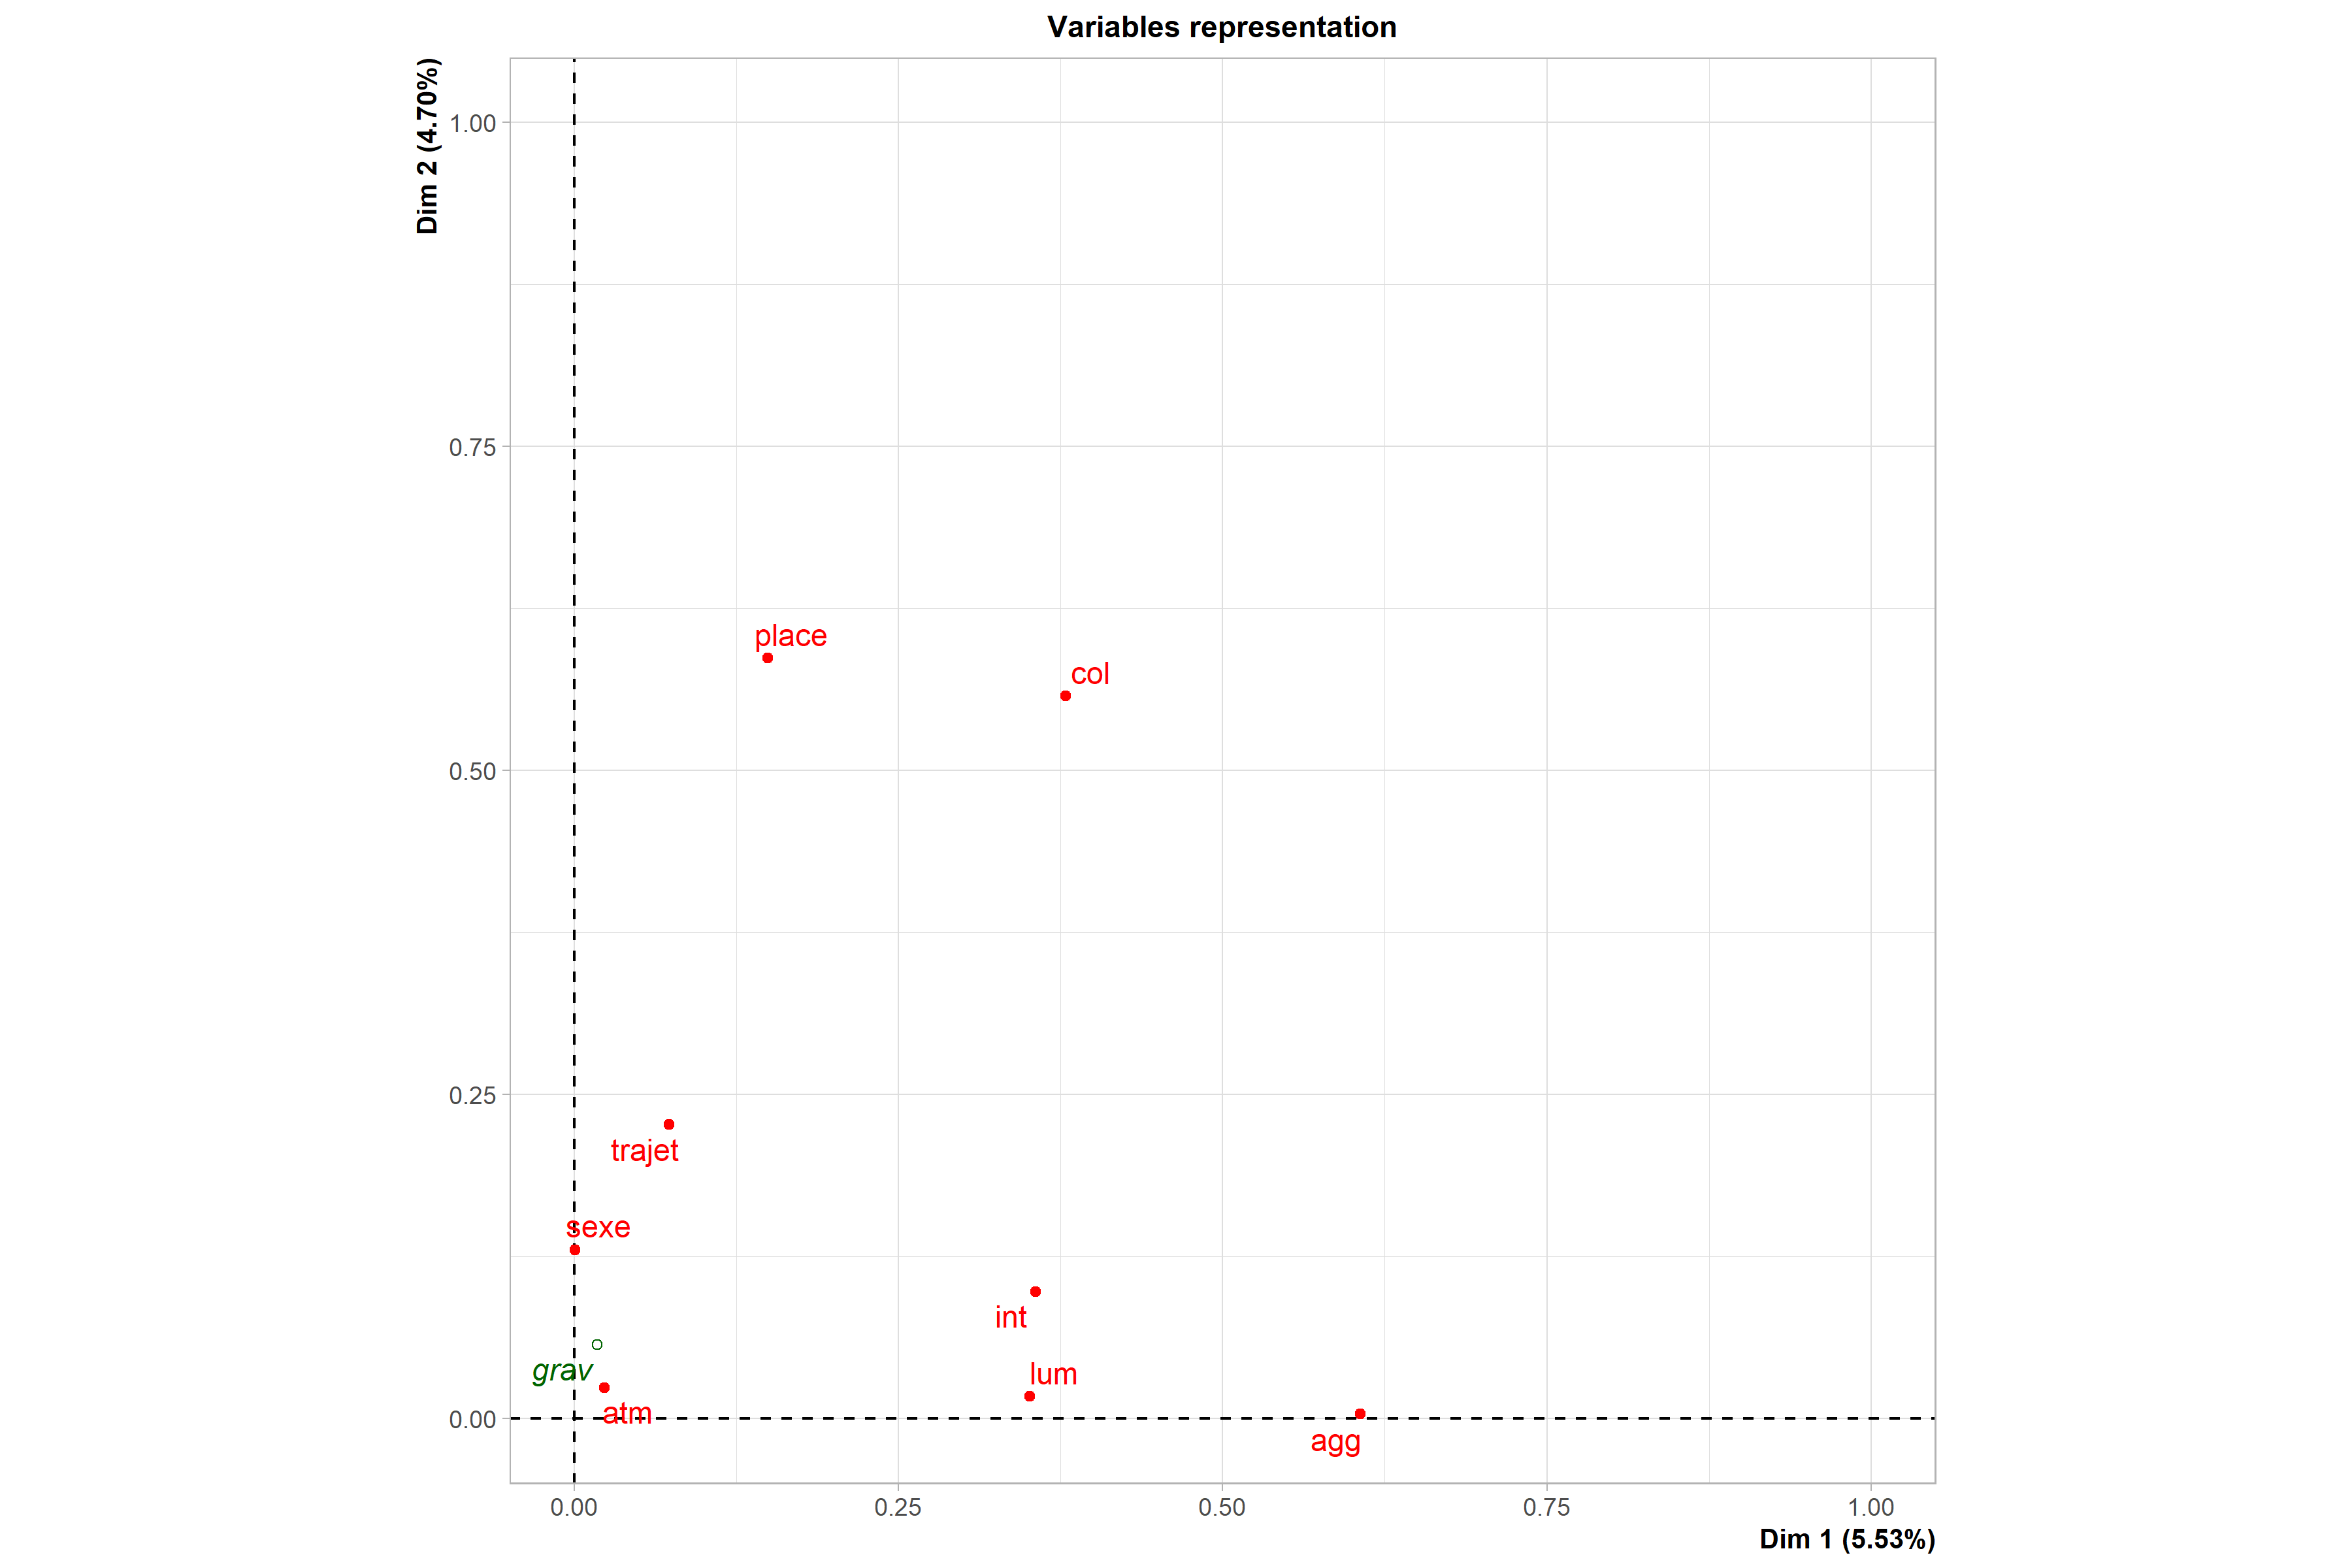 Variables representation
Dim 2 (4.70%)
1.00
0.75
0.50
0.25
0.00
place
col
trajet
sexe
int
grav
lum
atm
agg
0.00 0.25 0.50 0.75 1.00
Dim 1 (5.53%)